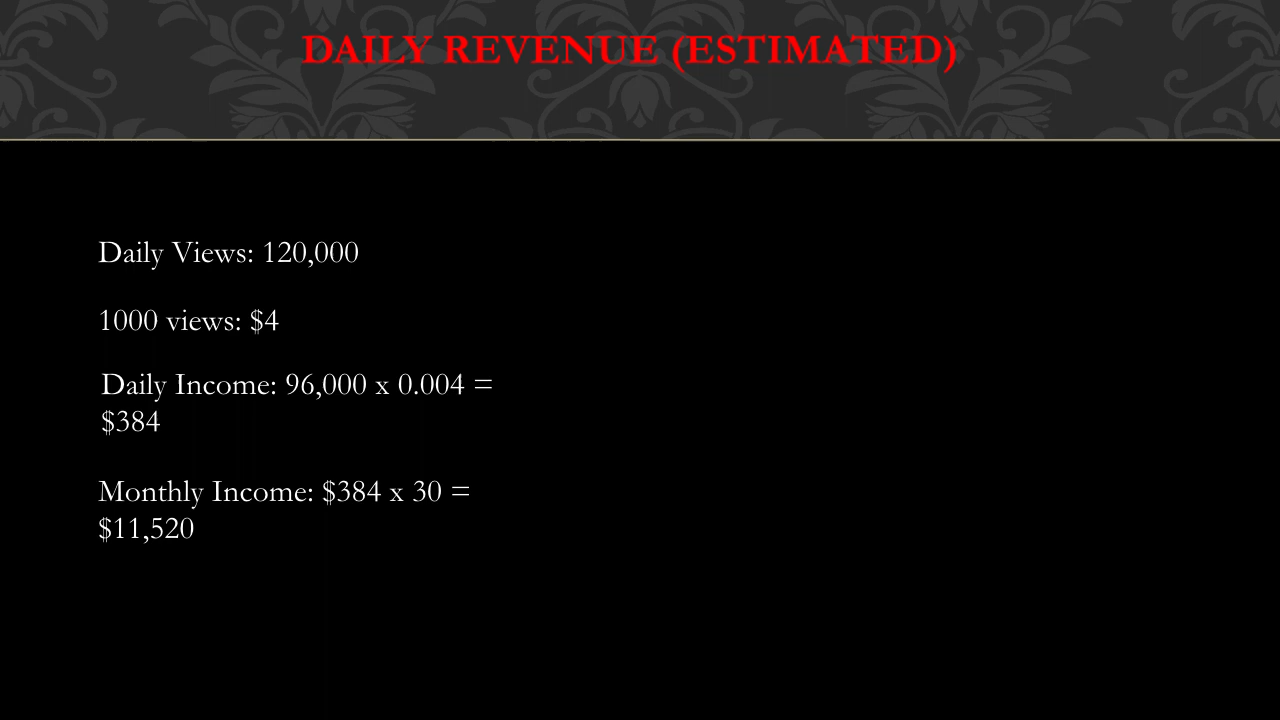 DAILY REVENUE (ESTIMATED)
Daily Views: 120,000
1000 views: $4
Daily Income: 96,000 x 0.004 =
$384
Monthly Income: $384 x 30 =
$11,520